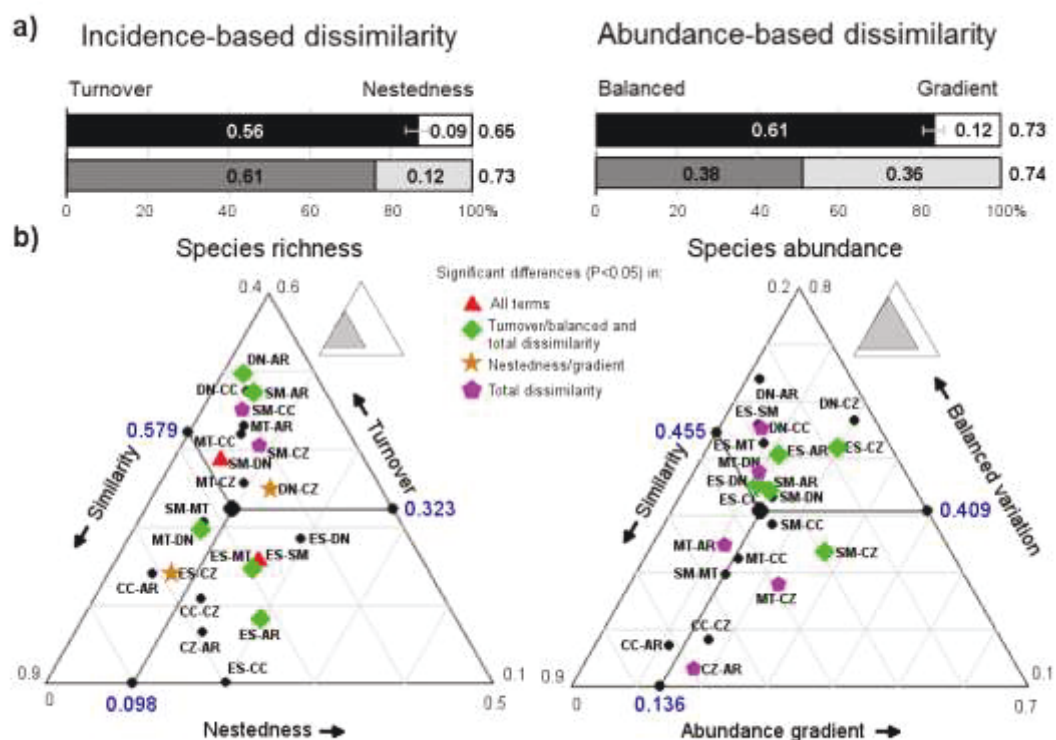 a)
Incidence-based dissimilarity
Abundance-based dissimilarity
Turnover Nestedness
Balanced Gradient
0.56 0.09 0.65
0.61 0.12 0.73
0.61 0.12 0.73
0.38 0.36 0.74
0 20 40 60 80 100%
0 20 40 60 80 100%
b)
Species richness
Species abundance
Significant differences (P<0.05) in:
All terms
Turnover/balanced and
total dissimilarity
Nestedness/gradient
Total dissimilarity
0.4 0.6
DN-AR
DN-CC
SM-AR
SM-CC
MT-AR
0.579
MT-CC
SM-CZ
SM-DN
MT-CZ
DN-CZ
Similarity
Turnover
0.323
SM-MT
MT-DN
ES-DN
ES-MT
ES-SM
ES-CZ
CC-AR
CC-CZ
ES-AR
CZ-AR
ES-CC
0.9
0.1
0
0.098
0.5
Nestedness
0.2 0.8
DN-AR
DN-CZ
ES-SM
DN-CC
0.455
ES-MT
ES-AR
ES-CZ
MT-DN
ES-DN
SM-AR
SM-DN
Similarity
Balanced variation
0.409
SM-CC
MT-AR
MT-CC
SM-CZ
SM-MT
MT-CZ
CC-CZ
CC-AR
CZ-AR
0.9
0.1
0
0.136
0.7
Abundance gradient